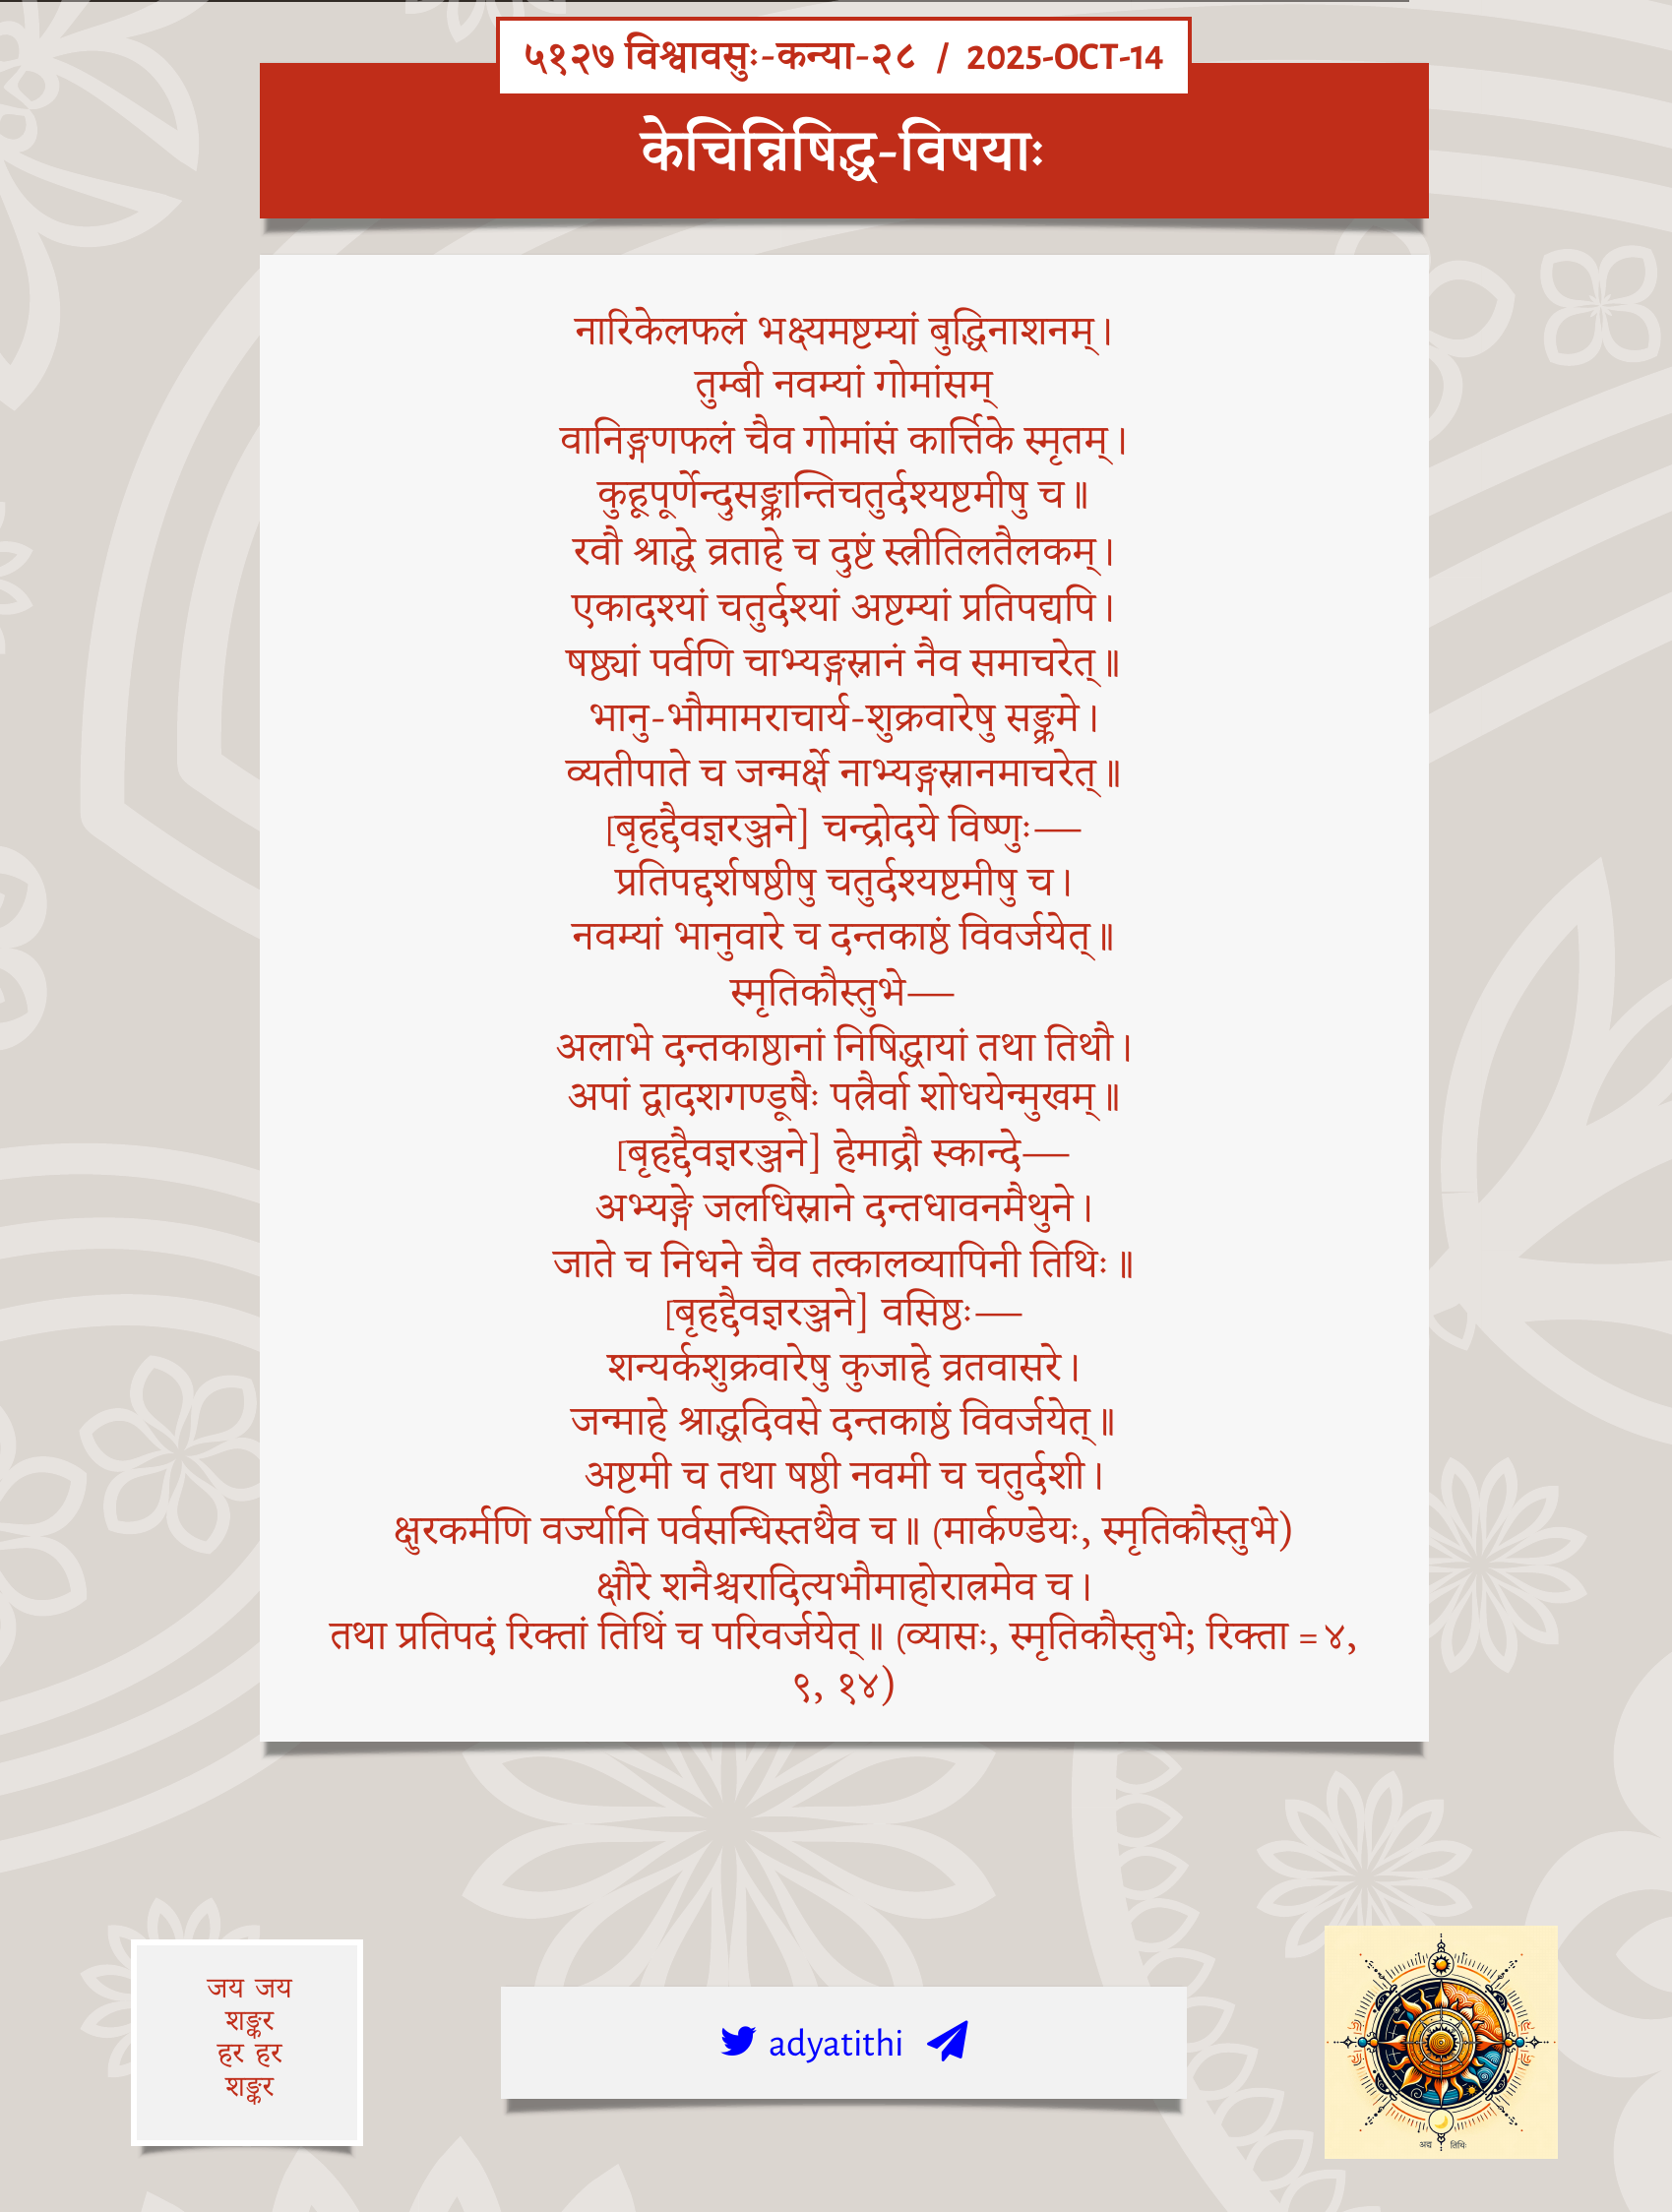 ५१२७ विश्वावसुः-कन्या-२८ / 2025-OCT-14
केचिन्निषिद्ध-विषयाः
नारिकेलफलं भक्ष्यमष्टम्यां बुद्धिनाशनम्।
तुम्बी नवम्यां गोमांसम्
वानिङ्गणफलं चैव गोमांसं कार्त्तिके स्मृतम्।
कुहूपूर्णेन्दुसङ्क्रान्तिचतुर्दश्यष्टमीषु च॥
रवौ श्राद्धे व्रताहे च दुष्टं स्त्रीतिलतैलकम्।
एकादश्यां चतुर्दश्यां अष्टम्यां प्रतिपद्यपि।
षष्ठ्यां पर्वणि चाभ्यङ्गस्नानं नैव समाचरेत्॥
भानु-भौमामराचार्य-शुक्रवारेषु सङ्क्रमे।
व्यतीपाते च जन्मर्क्षे नाभ्यङ्गस्नानमाचरेत्॥
[बृहद्दैवज्ञरञ्जने] चन्द्रोदये विष्णुः—
प्रतिपद्दर्शषष्ठीषु चतुर्दश्यष्टमीषु च।
नवम्यां भानुवारे च दन्तकाष्ठं विवर्जयेत्॥
स्मृतिकौस्तुभे—
अलाभे दन्तकाष्ठानां निषिद्धायां तथा तिथौ।
अपां द्वादशगण्डूषैः पत्रैर्वा शोधयेन्मुखम्॥
[बृहद्दैवज्ञरञ्जने] हेमाद्रौ स्कान्दे—
अभ्यङ्गे जलधिस्नाने दन्तधावनमैथुने।
जाते च निधने चैव तत्कालव्यापिनी तिथिः॥
[बृहद्दैवज्ञरञ्जने] वसिष्ठः—
शन्यर्कशुक्रवारेषु कुजाहे व्रतवासरे।
जन्माहे श्राद्धदिवसे दन्तकाष्ठं विवर्जयेत्॥
अष्टमी च तथा षष्ठी नवमी च चतुर्दशी।
क्षुरकर्मणि वर्ज्यानि पर्वसन्धिस्तथैव च॥ (मार्कण्डेयः, स्मृतिकौस्तुभे)
क्षौरे शनैश्चरादित्यभौमाहोरात्रमेव च।
तथा प्रतिपदं रिक्तां तिथिं च परिवर्जयेत्॥ (व्यासः, स्मृतिकौस्तुभे; रिक्ता = ४,
९, १४)
जय जय
शङ्कर
हर हर
शङ्कर
adyatithi
अद्य तिथिः